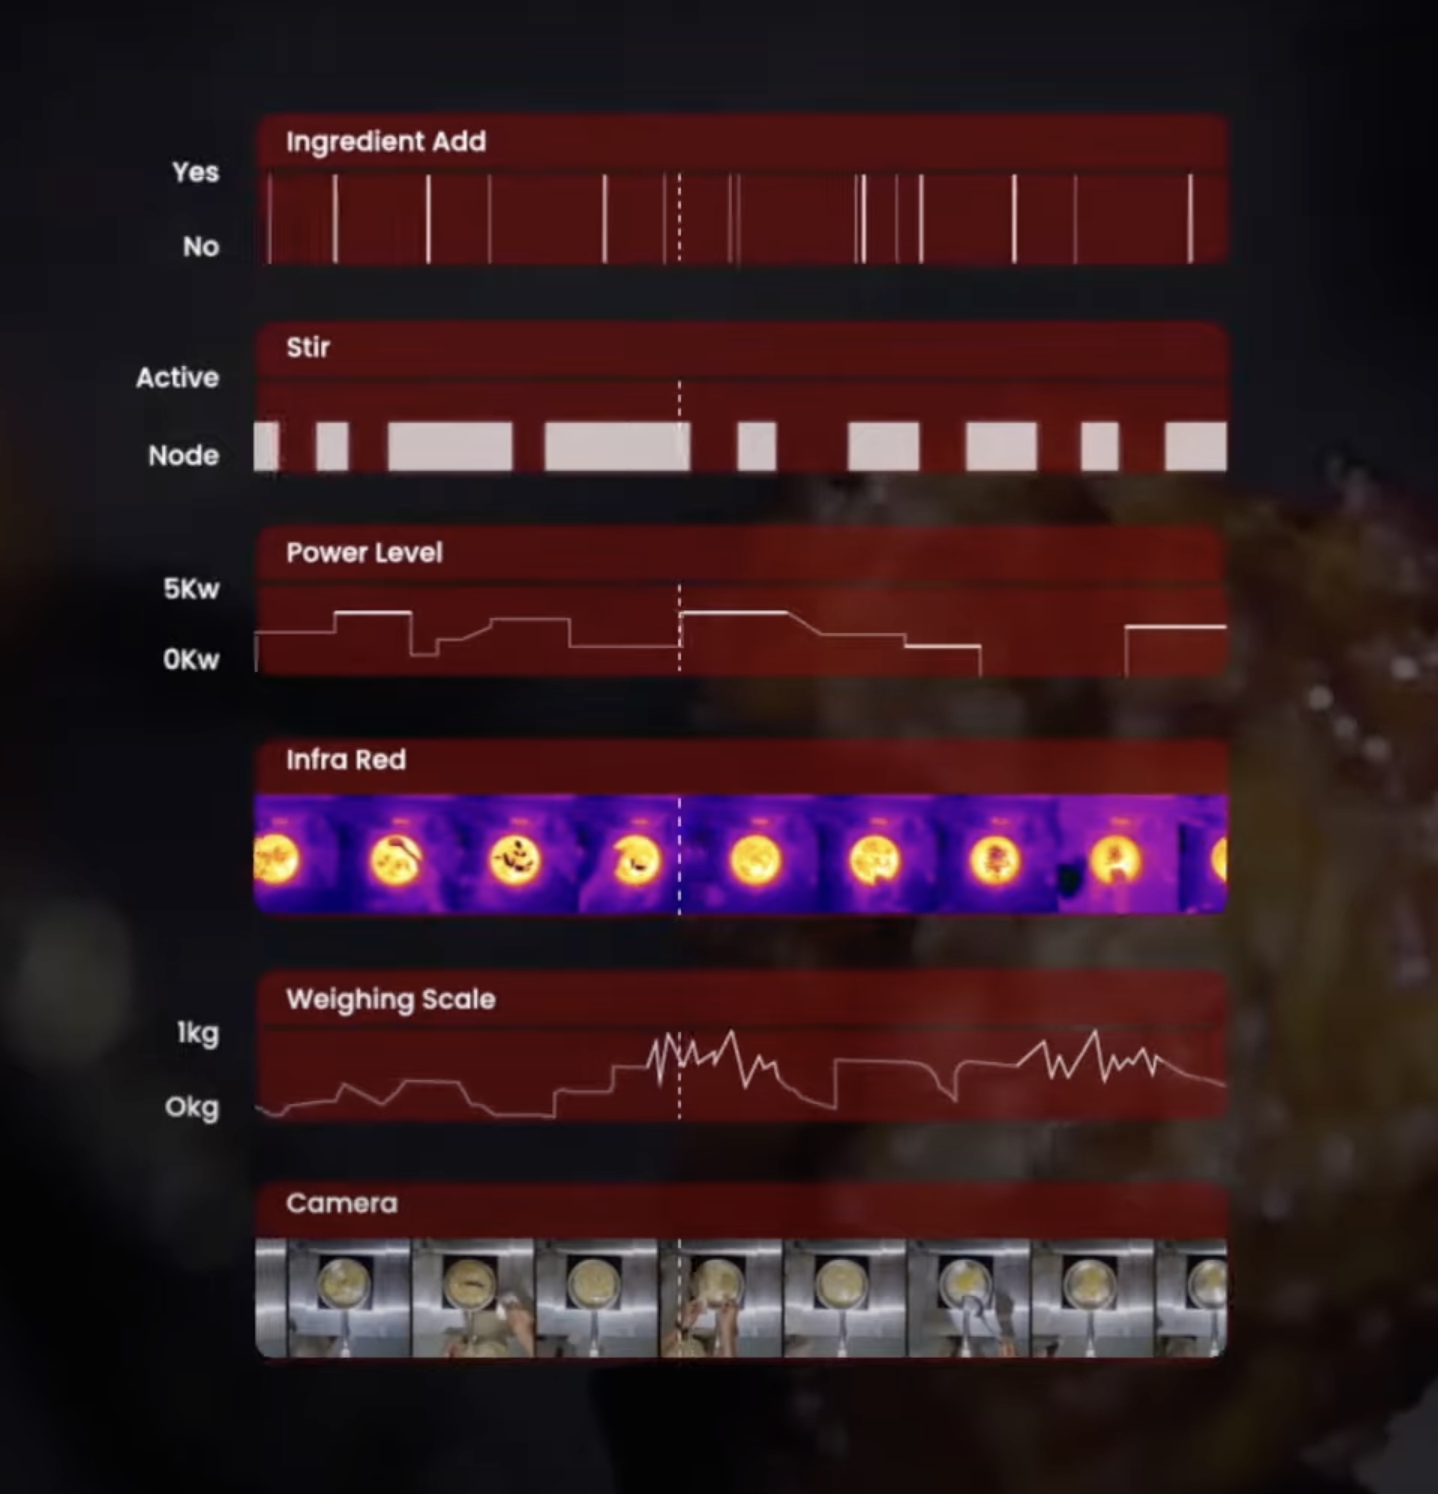 Ingredient Add
Yes
No
Stir
Active
Node
Power Level
5Kw
0Kw
Infra Red
Weighing Scale
1kg
0kg
Camera